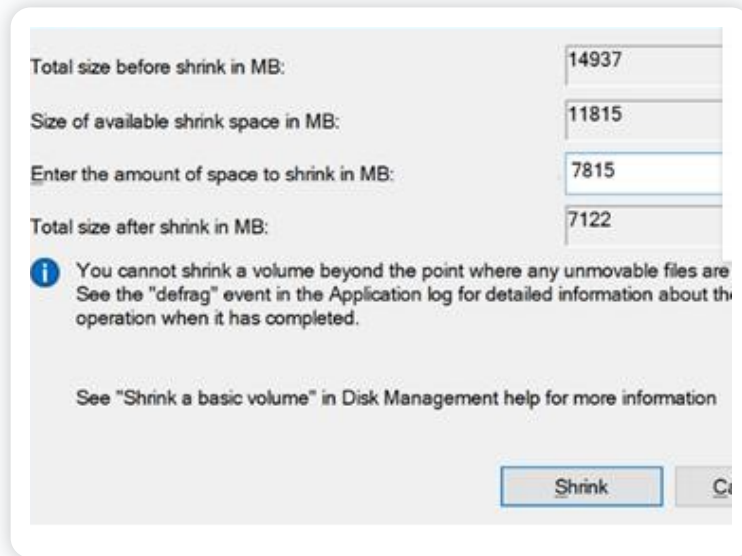 Total size before shrink in MB: 14937
Size of available shrink space in MB: 11815
Enter the amount of space to shrink in MB: 7815
Total size after shrink in MB: 7122
You cannot shrink a volume beyond the point where any unmovable files are
See the "defrag" event in the Application log for detailed information about the
operation when it has completed.
See "Shrink a basic volume" in Disk Management help for more information
Shrink